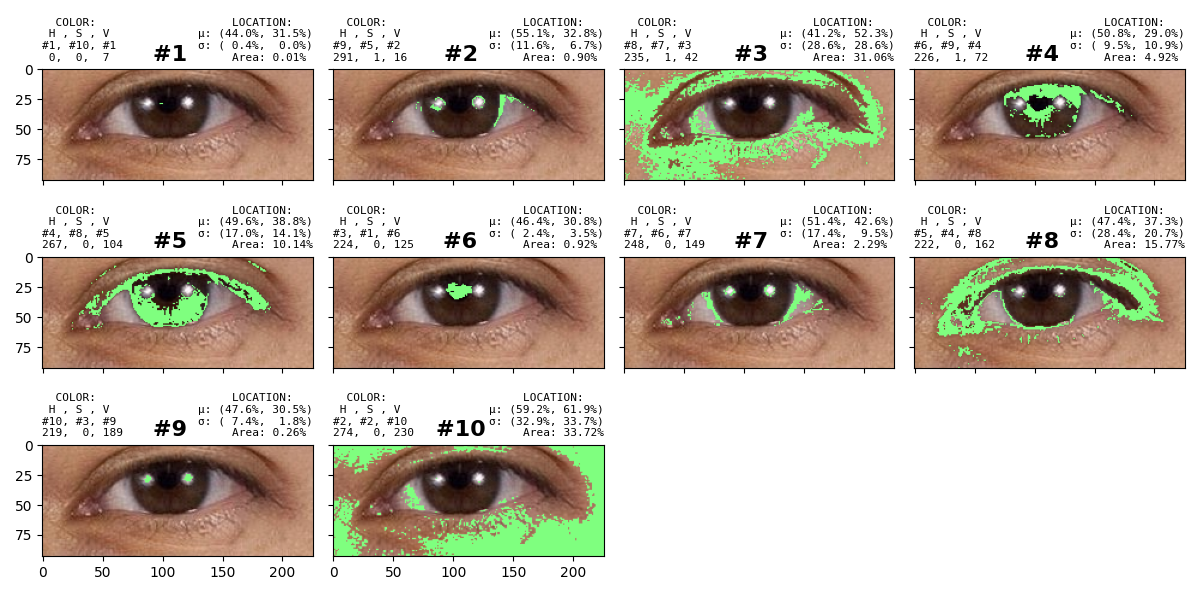 COLOR: LOCATION:
H , S , V μ: (44.0%, 31.5%)
#1, #10, #1 #1 σ: ( 0.4%, 0.0%)
0, 0, 7 Area: 0.01%
COLOR: LOCATION:
H , S , V μ: (55.1%, 32.8%)
#9, #5, #2 #2 σ: (11.6%, 6.7%)
291, 1, 16 Area: 0.90%
COLOR: LOCATION:
H , S , V μ: (41.2%, 52.3%)
#8, #7, #3 #3 σ: (28.6%, 28.6%)
235, 1, 42 Area: 31.06%
COLOR: LOCATION:
H , S , V μ: (50.8%, 29.0%)
#6, #9, #4 #4 σ: ( 9.5%, 10.9%)
226, 1, 72 Area: 4.92%
0
25
50
75
COLOR: LOCATION:
H , S , V μ: (49.6%, 38.8%)
#4, #8, #5 #5 σ: (17.0%, 14.1%)
267, 0, 104 Area: 10.14%
COLOR: LOCATION:
H , S , V μ: (46.4%, 30.8%)
#3, #1, #6 #6 σ: ( 2.4%, 3.5%)
224, 0, 125 Area: 0.92%
COLOR: LOCATION:
H , S , V μ: (51.4%, 42.6%)
#7, #6, #7 #7 σ: (17.4%, 9.5%)
248, 0, 149 Area: 2.29%
COLOR: LOCATION:
H , S , V μ: (47.4%, 37.3%)
#5, #4, #8 #8 σ: (28.4%, 20.7%)
222, 0, 162 Area: 15.77%
0
25
50
75
COLOR: LOCATION:
H , S , V μ: (47.6%, 30.5%)
#10, #3, #9 #9 σ: ( 7.4%, 1.8%)
219, 0, 189 Area: 0.26%
COLOR: LOCATION:
H , S , V μ: (59.2%, 61.9%)
#2, #2, #10 #10 σ: (32.9%, 33.7%)
274, 0, 230 Area: 33.72%
0
25
50
75
0 50 100 150 200
0 50 100 150 200